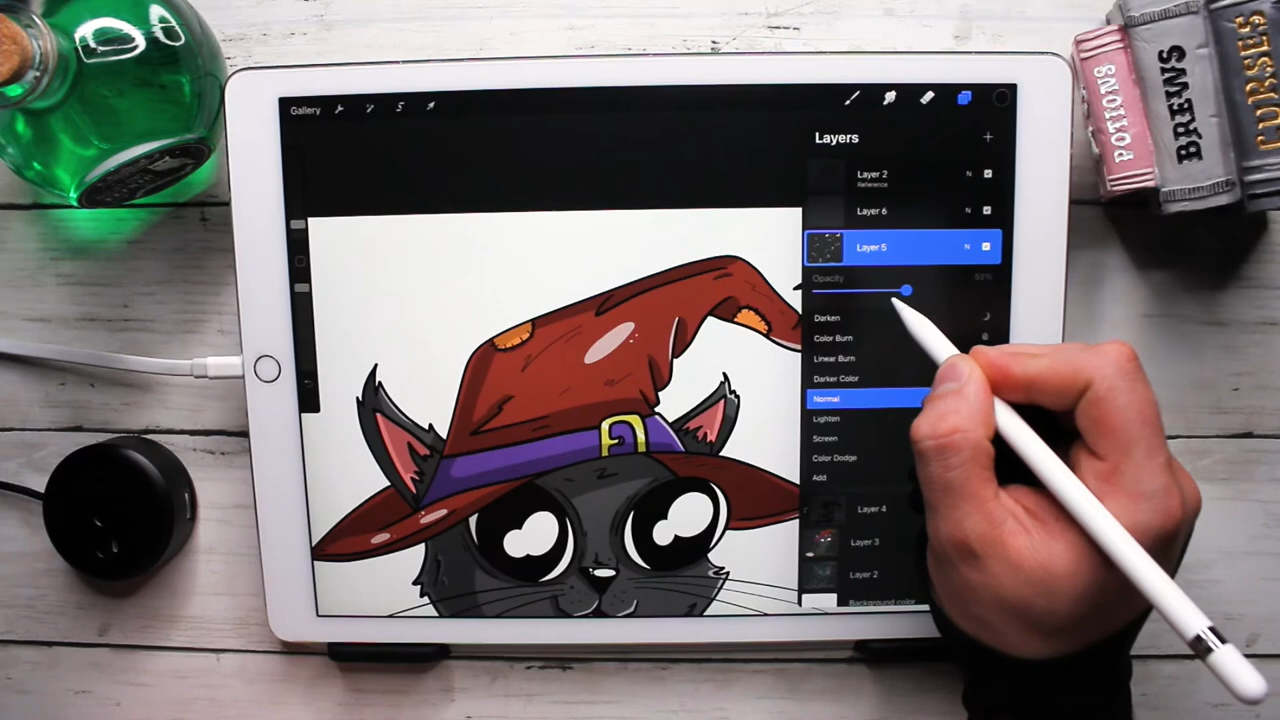 Gallery
Layers
Layer 2
Reference
N
Layer 6
N
Layer 5
N
Opacity
Darken
Color Burn
Linear Burn
Darker Color
Normal
Lighten
Screen
Color Dodge
Add
Layer 4
Layer 3
Layer 2
Background color
POTIONS
BREWS
CURSES